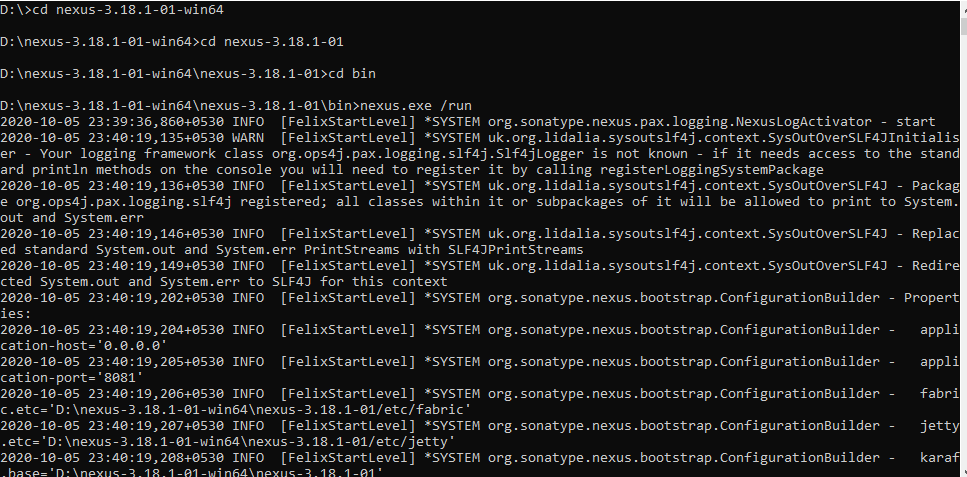 D:\>cd nexus-3.18.1-01-win64
D:\nexus-3.18.1-01-win64>cd nexus-3.18.1-01
D:\nexus-3.18.1-01-win64\nexus-3.18.1-01>cd bin
D:\nexus-3.18.1-01-win64\nexus-3.18.1-01\bin>nexus.exe /run
2020-10-05 23:39:36,860+0530 INFO  [FelixStartLevel] *SYSTEM org.sonatype.nexus.pax.logging.NexusLogActivator - start
2020-10-05 23:40:19,135+0530 WARN  [FelixStartLevel] *SYSTEM uk.org.lidalia.sysoutslf4j.context.SysOutOverSLF4JInitialis
er - Your logging framework class org.ops4j.pax.logging.slf4j.Slf4jLogger is not known - if it needs access to the stand
ard println methods on the console you will need to register it by calling registerLoggingSystemPackage
2020-10-05 23:40:19,136+0530 INFO  [FelixStartLevel] *SYSTEM uk.org.lidalia.sysoutslf4j.context.SysOutOverSLF4J - Packag
e org.ops4j.pax.logging.slf4j registered; all classes within it or subpackages of it will be allowed to print to System.
out and System.err
2020-10-05 23:40:19,146+0530 INFO  [FelixStartLevel] *SYSTEM uk.org.lidalia.sysoutslf4j.context.SysOutOverSLF4J - Replac
ed standard System.out and System.err PrintStreams with SLF4JPrintStreams
2020-10-05 23:40:19,149+0530 INFO  [FelixStartLevel] *SYSTEM uk.org.lidalia.sysoutslf4j.context.SysOutOverSLF4J - Redire
cted System.out and System.err to SLF4J for this context
2020-10-05 23:40:19,202+0530 INFO  [FelixStartLevel] *SYSTEM org.sonatype.nexus.bootstrap.ConfigurationBuilder - Propert
ies:
2020-10-05 23:40:19,204+0530 INFO  [FelixStartLevel] *SYSTEM org.sonatype.nexus.bootstrap.ConfigurationBuilder -   appli
cation-host='0.0.0.0'
2020-10-05 23:40:19,205+0530 INFO  [FelixStartLevel] *SYSTEM org.sonatype.nexus.bootstrap.ConfigurationBuilder -   appli
cation-port='8081'
2020-10-05 23:40:19,206+0530 INFO  [FelixStartLevel] *SYSTEM org.sonatype.nexus.bootstrap.ConfigurationBuilder -   fabri
c.etc='D:\nexus-3.18.1-01-win64\nexus-3.18.1-01/etc/fabric'
2020-10-05 23:40:19,207+0530 INFO  [FelixStartLevel] *SYSTEM org.sonatype.nexus.bootstrap.ConfigurationBuilder -   jetty
.etc='D:\nexus-3.18.1-01-win64\nexus-3.18.1-01/etc/jetty'
2020-10-05 23:40:19,208+0530 INFO  [FelixStartLevel] *SYSTEM org.sonatype.nexus.bootstrap.ConfigurationBuilder -   karaf
.base='D:\nexus-3.18.1-01-win64\nexus-3.18.1-01'